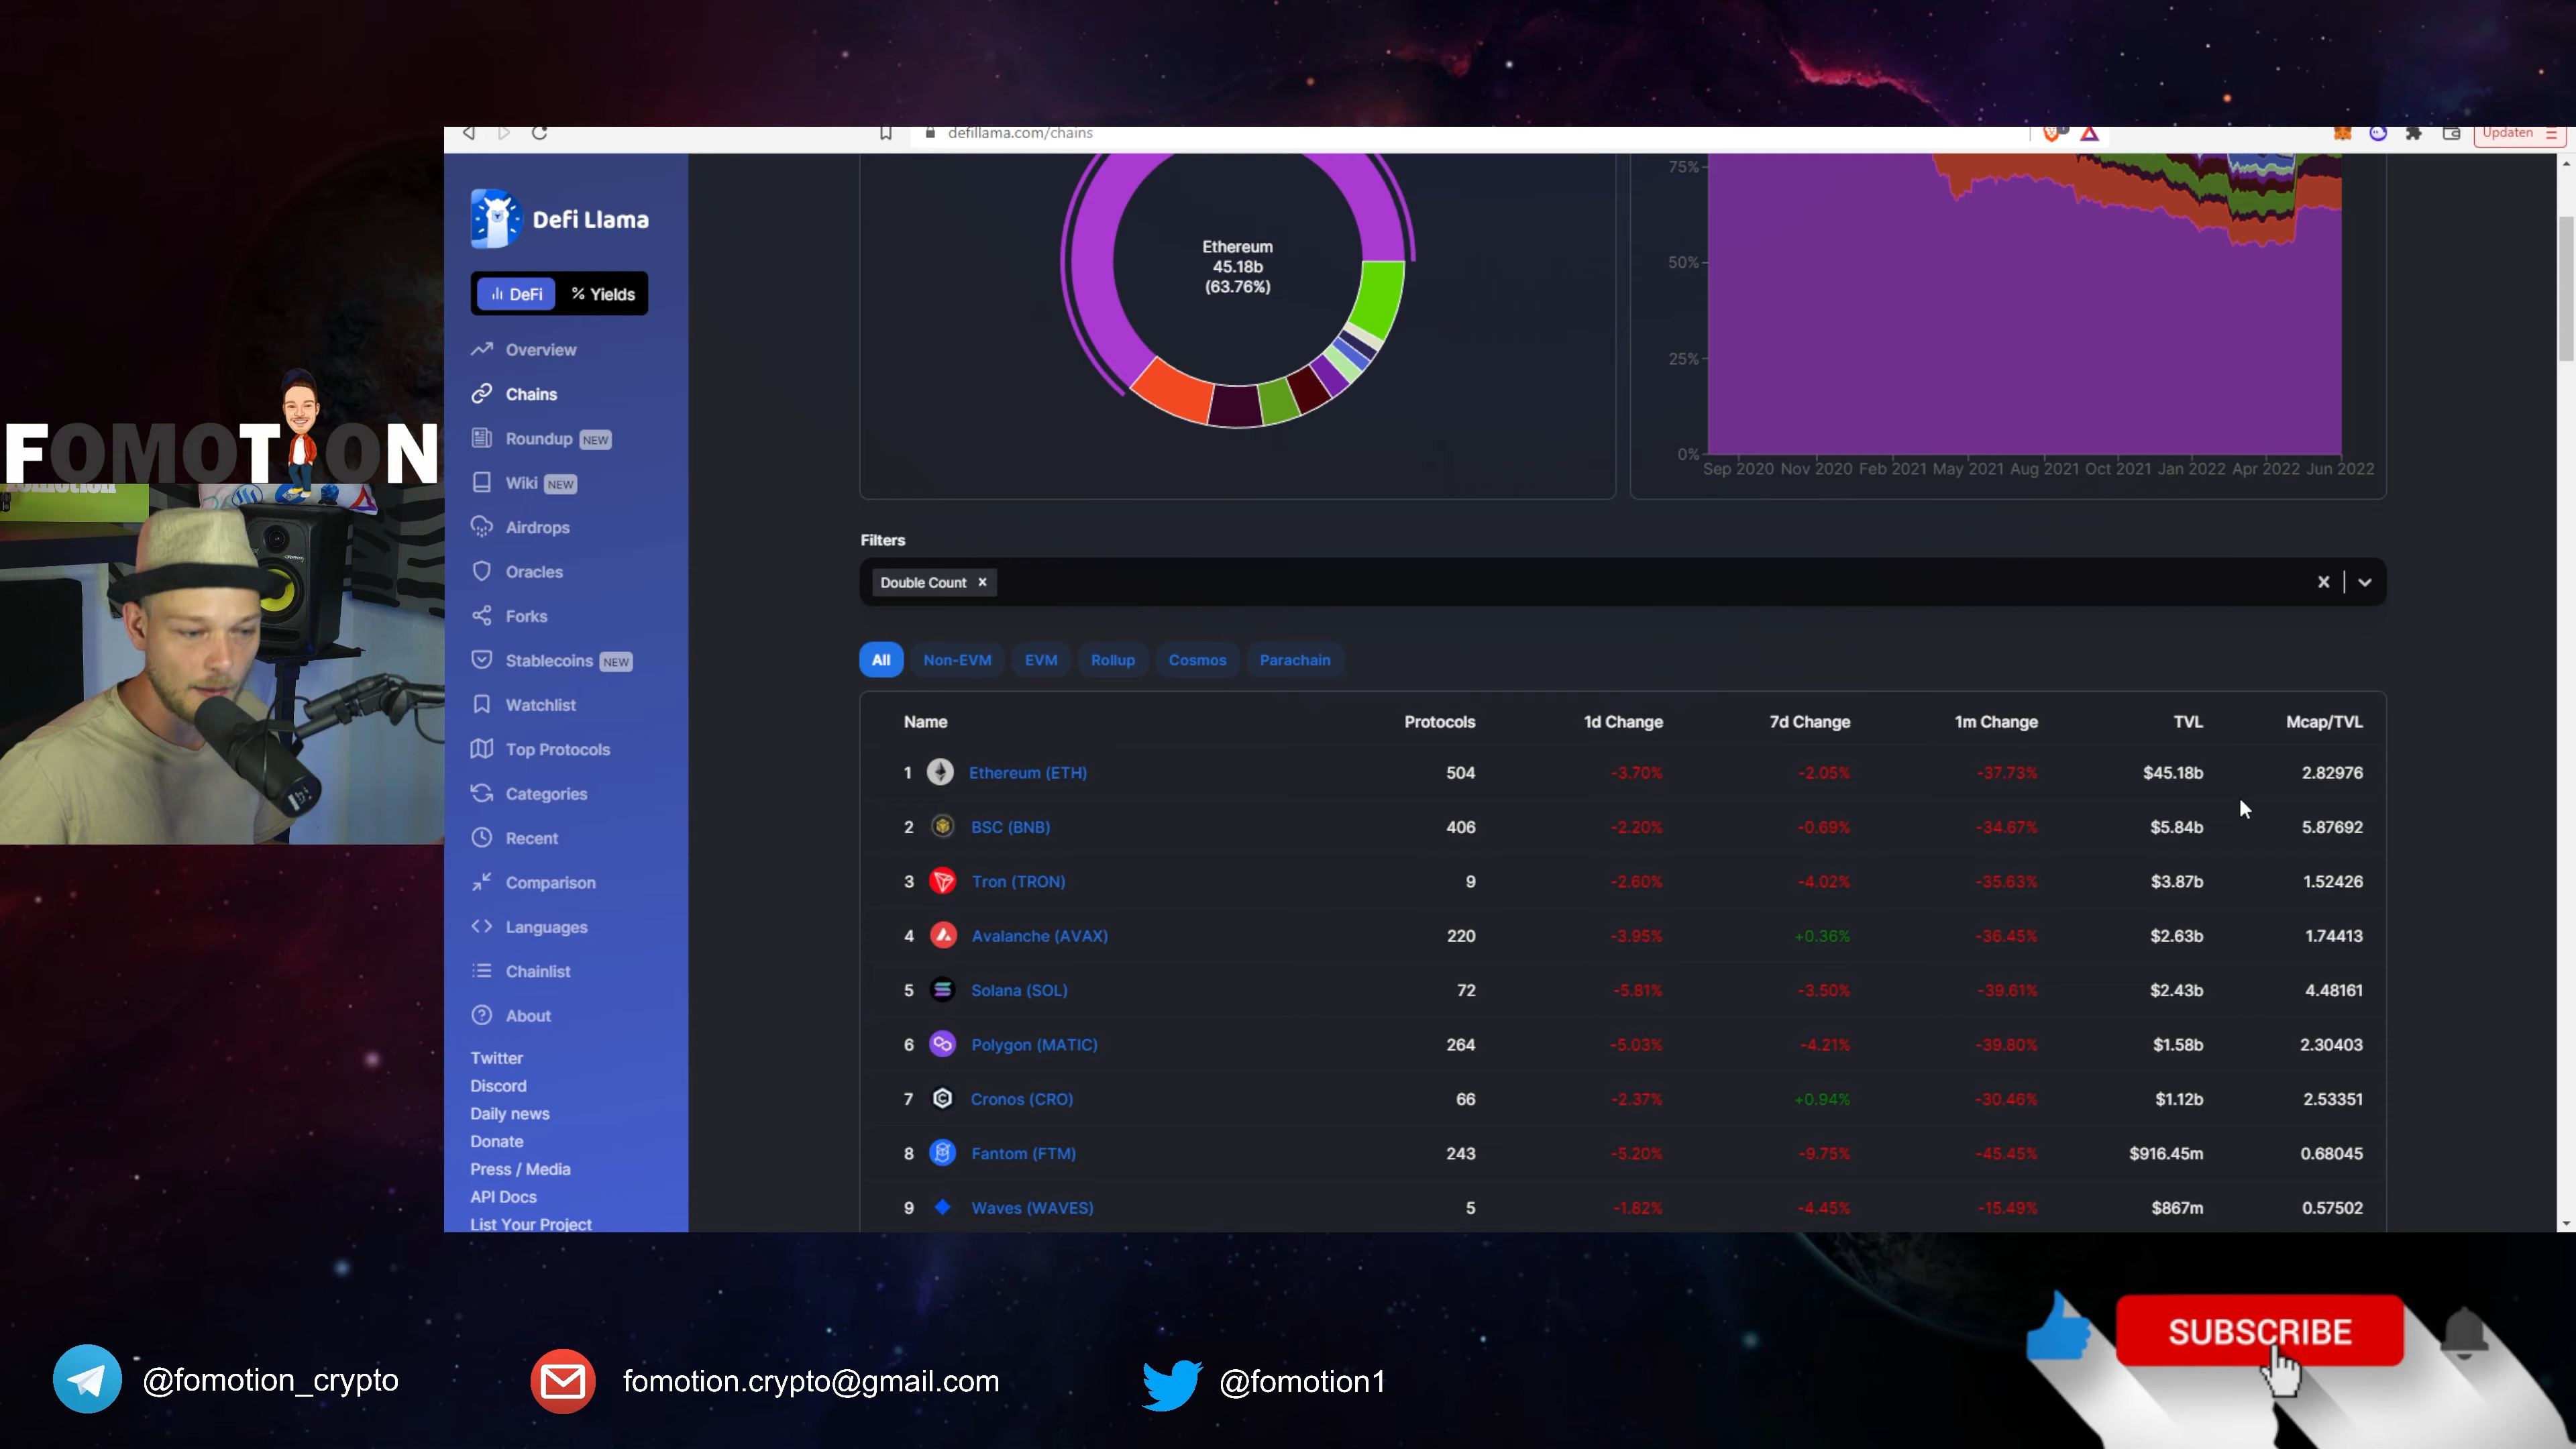 defillama.com/chains
Updaten
Defi Llama
DeFi
% Yields
Overview
Chains
Roundup NEW
Wiki NEW
Airdrops
Oracles
Forks
Stablecoins NEW
Watchlist
Top Protocols
Categories
Recent
Comparison
Languages
Chainlist
About
Twitter
Discord
Daily news
Donate
Press / Media
API Docs
List Your Project
Ethereum
45.18b
(63.76%)
75%
50%
25%
0%
Sep 2020 Nov 2020 Feb 2021 May 2021 Aug 2021 Oct 2021 Jan 2022 Apr 2022 Jun 2022
Filters
Double Count
All Non-EVM EVM Rollup Cosmos Parachain
Name Protocols 1d Change 7d Change 1m Change TVL Mcap/TVL
1 Ethereum (ETH) 504 -3.70% -2.05% -37.73% $45.18b 2.82976
2 BSC (BNB) 406 -2.20% -0.69% -34.67% $5.84b 5.87692
3 Tron (TRON) 9 -2.60% -4.02% -35.63% $3.87b 1.52426
4 Avalanche (AVAX) 220 -3.95% +0.36% -36.45% $2.63b 1.74413
5 Solana (SOL) 72 -5.81% -3.50% -39.61% $2.43b 4.48161
6 Polygon (MATIC) 264 -5.03% -4.21% -39.80% $1.58b 2.30403
7 Cronos (CRO) 66 -2.37% +0.94% -30.46% $1.12b 2.53351
8 Fantom (FTM) 243 -5.20% -9.75% -45.45% $916.45m 0.68045
9 Waves (WAVES) 5 -1.82% -4.45% -15.49% $867m 0.57502
FOMOTION
@fomotion_crypto
fomotion.crypto@gmail.com
@fomotion1
SUBSCRIBE